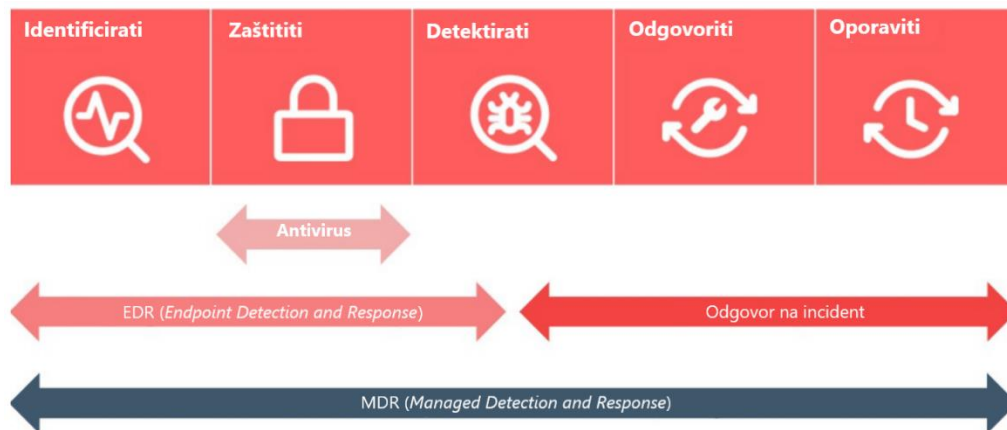 Identificirati
Zaštititi
Detektirati
Odgovoriti
Oporaviti
Antivirus
EDR (Endpoint Detection and Response)
Odgovor na incident
MDR (Managed Detection and Response)